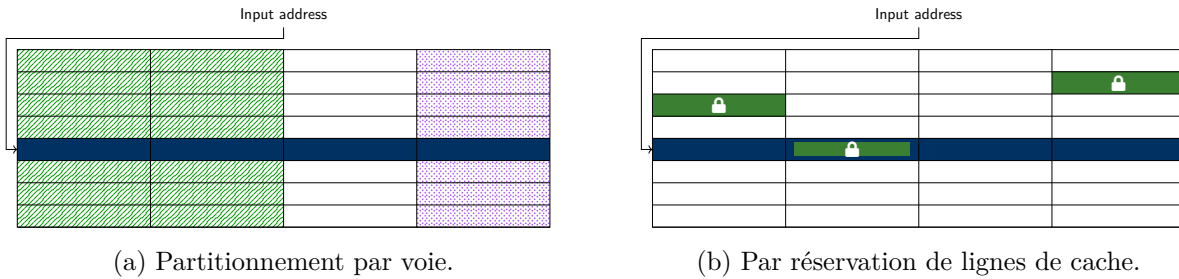 Input address
Input address
(a) Partitionnement par voie.
(b) Par réservation de lignes de cache.